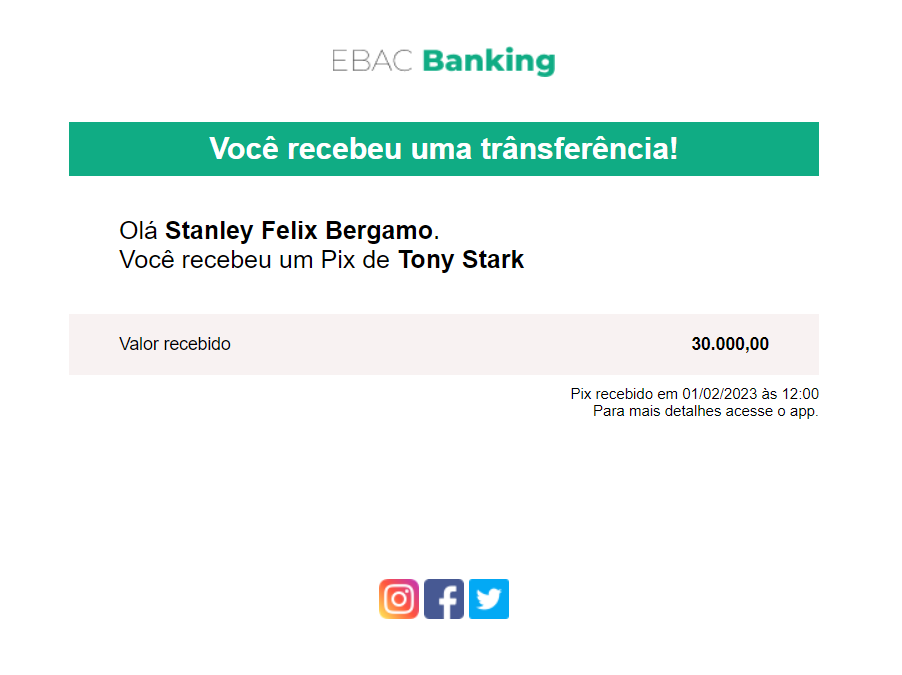 EBAC Banking
Você recebeu uma trânsferência!
Olá Stanley Felix Bergamo.
Você recebeu um Pix de Tony Stark
Valor recebido 30.000,00
Pix recebido em 01/02/2023 às 12:00
Para mais detalhes acesse o app.